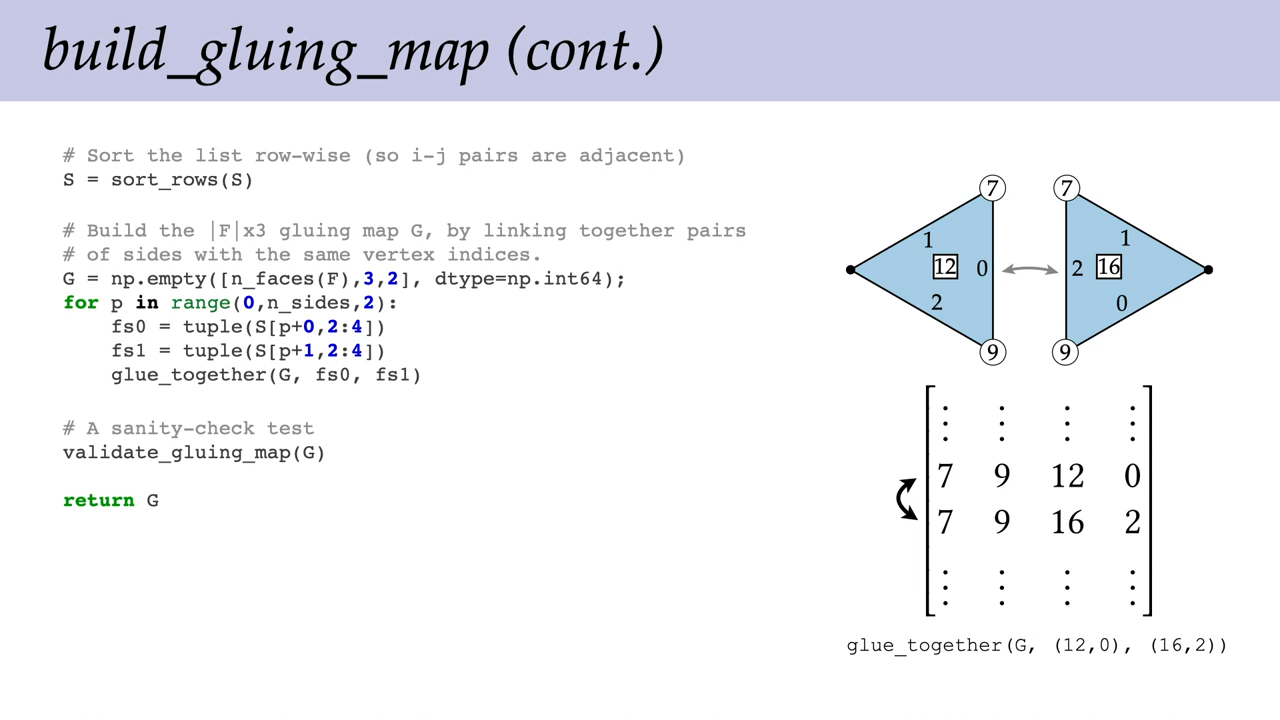 build_gluing_map (cont.)
# Sort the list row-wise (so i-j pairs are adjacent)
S = sort_rows(S)
# Build the |F|x3 gluing map G, by linking together pairs
# of sides with the same vertex indices.
G = np.empty([n_faces(F),3,2], dtype=np.int64);
for p in range(0,n_sides,2):
    fs0 = tuple(S[p+0,2:4])
    fs1 = tuple(S[p+1,2:4])
    glue_together(G, fs0, fs1)
# A sanity-check test
validate_gluing_map(G)
return G
7 7
1 1
12 0 2 16
2 0
9 9
⋮ ⋮ ⋮ ⋮
7 9 12 0
7 9 16 2
⋮ ⋮ ⋮ ⋮
glue_together(G, (12,0), (16,2))